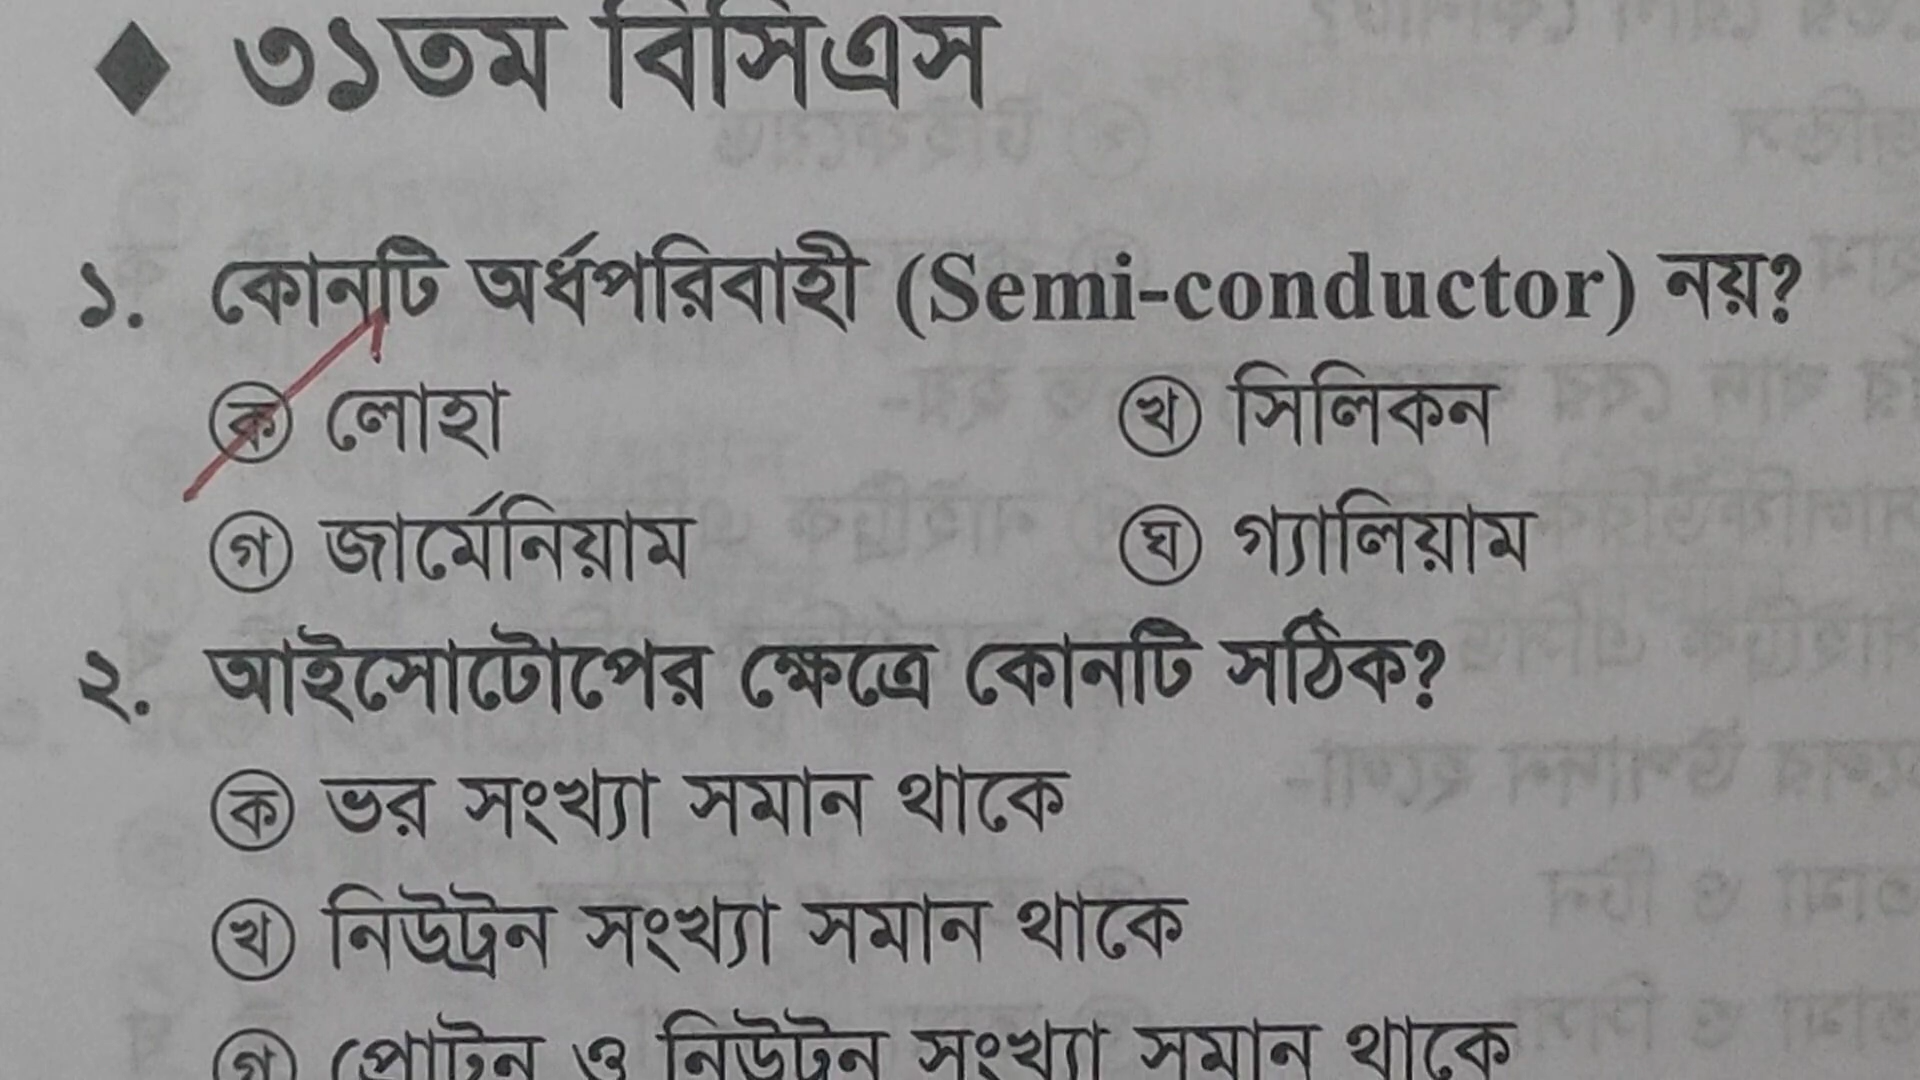 ◆ ৩১তম বিসিএস
১. কোনটি অর্ধপরিবাহী (Semi-conductor) নয়?
ক লোহা খ সিলিকন
গ জার্মেনিয়াম ঘ গ্যালিয়াম
২. আইসোটোপের ক্ষেত্রে কোনটি সঠিক?
ক ভর সংখ্যা সমান থাকে
খ নিউট্রন সংখ্যা সমান থাকে
গ প্রোটন ও নিউট্রন সংখ্যা সমান থাকে